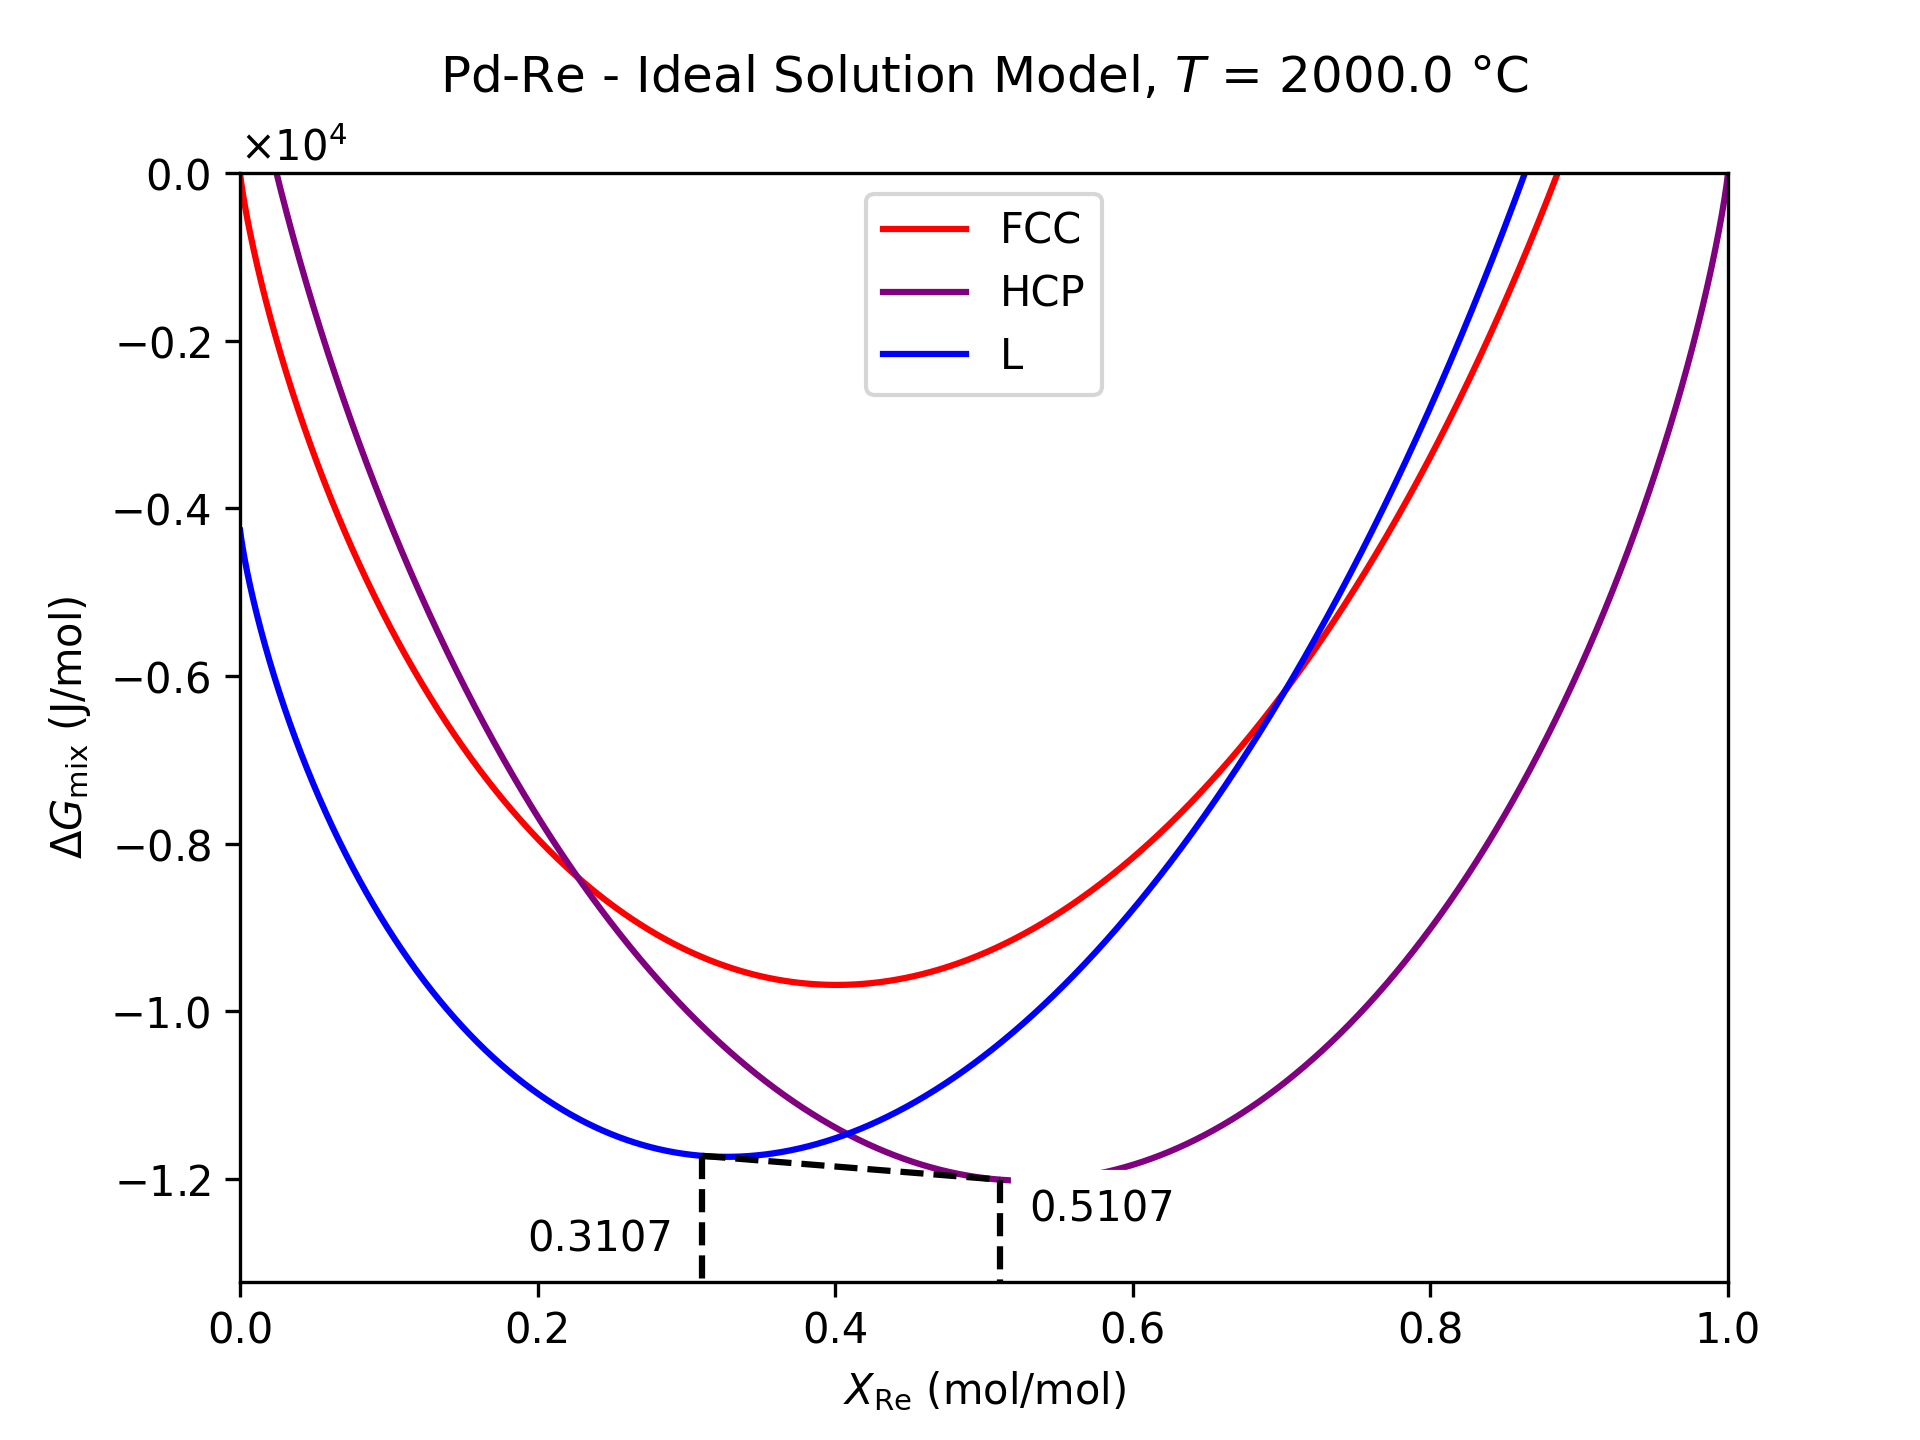 Pd-Re - Ideal Solution Model, T = 2000.0 °C
×10⁴
0.0
−0.2
−0.4
−0.6
−0.8
−1.0
−1.2
ΔG_mix (J/mol)
FCC
HCP
L
0.3107
0.5107
0.0 0.2 0.4 0.6 0.8 1.0
X_Re (mol/mol)